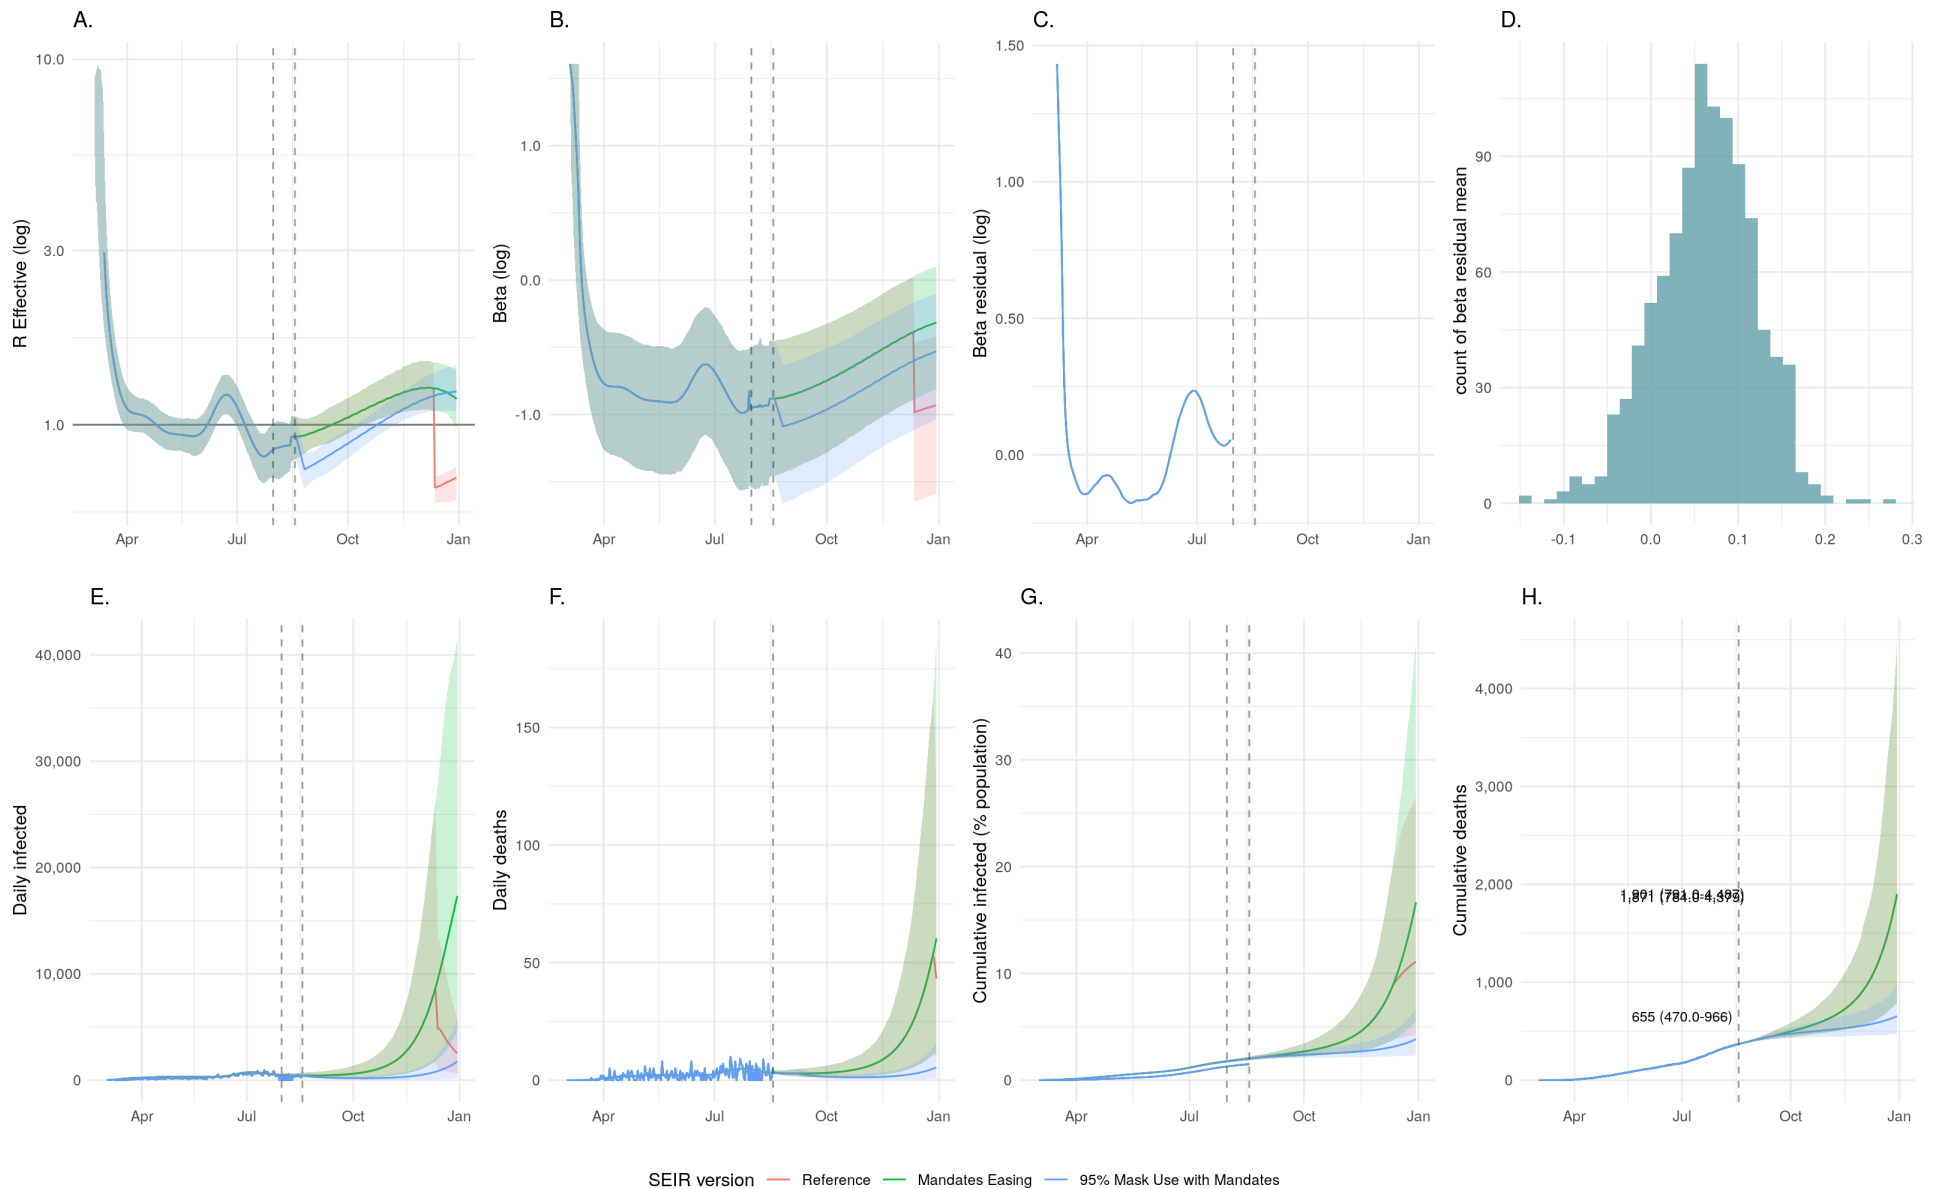 A.
R Effective (log)
10.0
3.0
1.0
Apr
Jul
Oct
Jan
B.
Beta (log)
1.0
0.0
-1.0
Apr
Jul
Oct
Jan
C.
Beta residual (log)
1.50
1.00
0.50
0.00
Apr
Jul
Oct
Jan
D.
count of beta residual mean
90
60
30
0
-0.1
0.0
0.1
0.2
0.3
E.
Daily infected
40,000
30,000
20,000
10,000
0
Apr
Jul
Oct
Jan
F.
Daily deaths
150
100
50
0
Apr
Jul
Oct
Jan
G.
Cumulative infected (% population)
40
30
20
10
0
Apr
Jul
Oct
Jan
H.
Cumulative deaths
4,000
3,000
2,000
1,000
0
655 (470.0-966)
Apr
Jul
Oct
Jan
SEIR version
Reference
Mandates Easing
95% Mask Use with Mandates